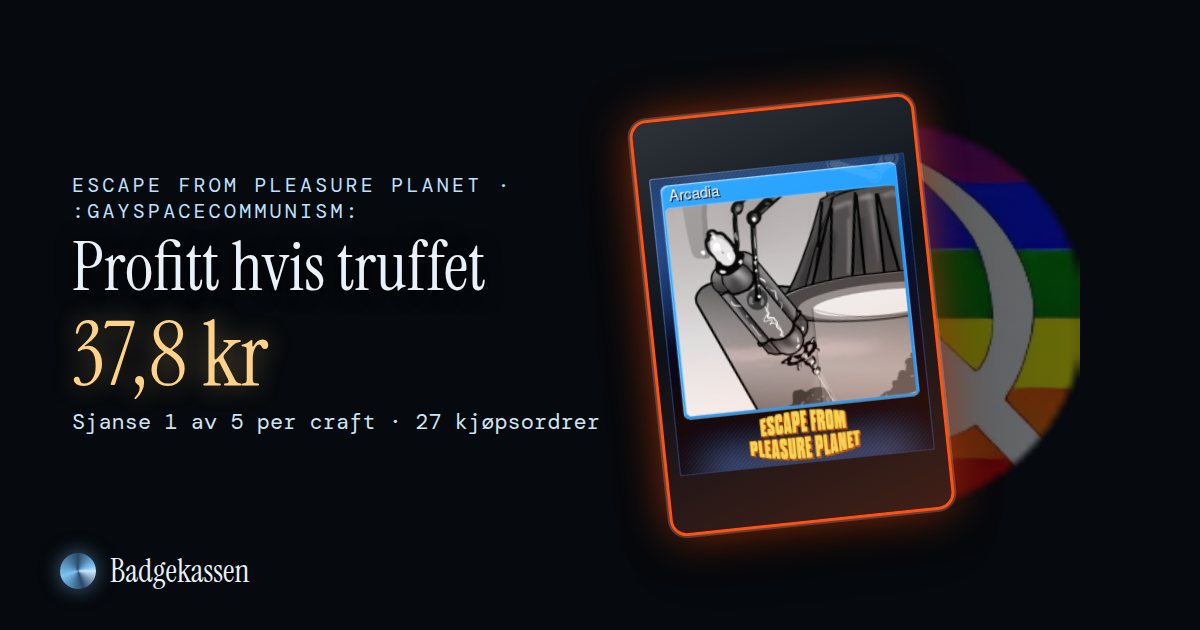 ESCAPE FROM PLEASURE PLANET ·
:GAYSPACECOMMUNISM:
Profitt hvis truffet
37,8 kr
Sjanse 1 av 5 per craft · 27 kjøpsordrer
Arcadia
ESCAPE FROM
PLEASURE PLANET
Badgekassen